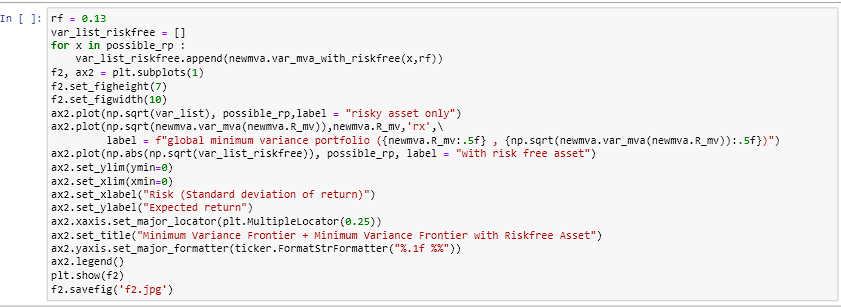 In [ ]: rf = 0.13
var_list_riskfree = []
for x in possible_rp :
    var_list_riskfree.append(newmva.var_mva_with_riskfree(x,rf))
f2, ax2 = plt.subplots(1)
f2.set_figheight(7)
f2.set_figwidth(10)
ax2.plot(np.sqrt(var_list), possible_rp,label = "risky asset only")
ax2.plot(np.sqrt(newmva.var_mva(newmva.R_mv)),newmva.R_mv,'rx',\
        label = f"global minimum variance portfolio ({newmva.R_mv:.5f} , {np.sqrt(newmva.var_mva(newmva.R_mv)):.5f})")
ax2.plot(np.abs(np.sqrt(var_list_riskfree)), possible_rp, label = "with risk free asset")
ax2.set_ylim(ymin=0)
ax2.set_xlim(xmin=0)
ax2.set_xlabel("Risk (Standard deviation of return)")
ax2.set_ylabel("Expected return")
ax2.xaxis.set_major_locator(plt.MultipleLocator(0.25))
ax2.set_title("Minimum Variance Frontier + Minimum Variance Frontier with Riskfree Asset")
ax2.yaxis.set_major_formatter(ticker.FormatStrFormatter("%.1f %%"))
ax2.legend()
plt.show(f2)
f2.savefig('f2.jpg')